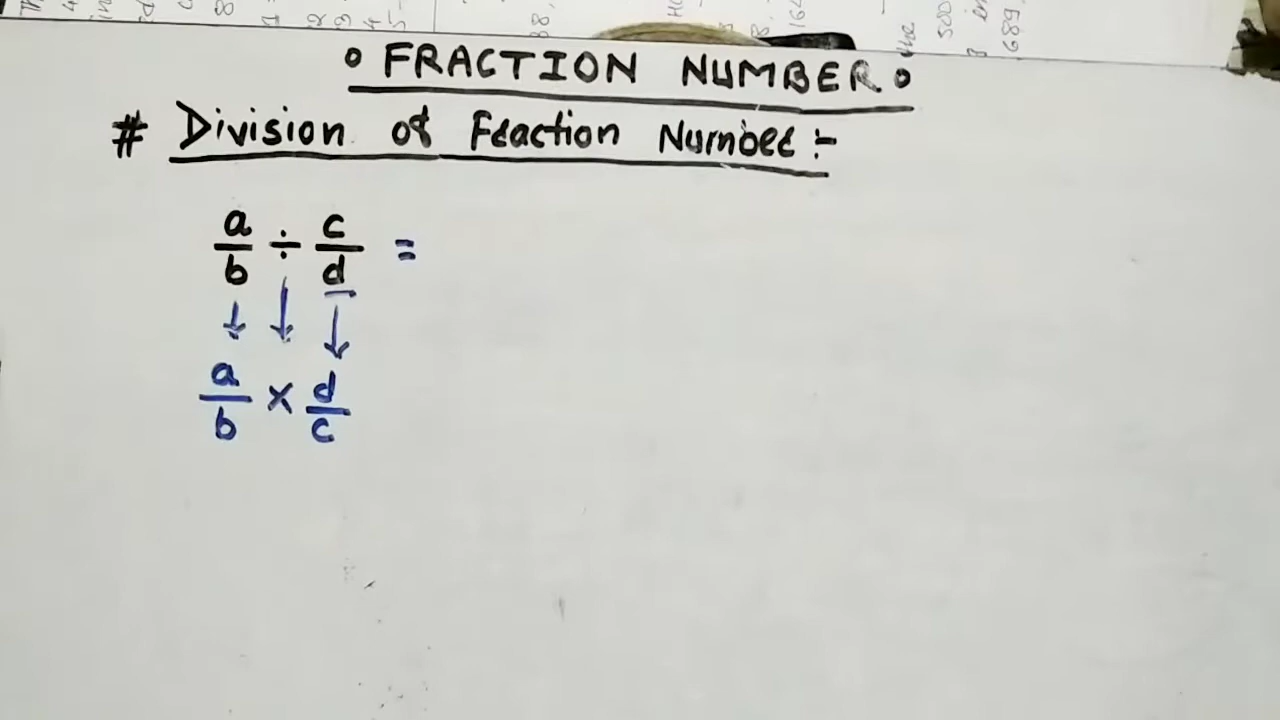 FRACTION NUMBER
# Division of Fraction Number :-
a/b ÷ c/d =
↓ ↓ ↓
a/b × d/c